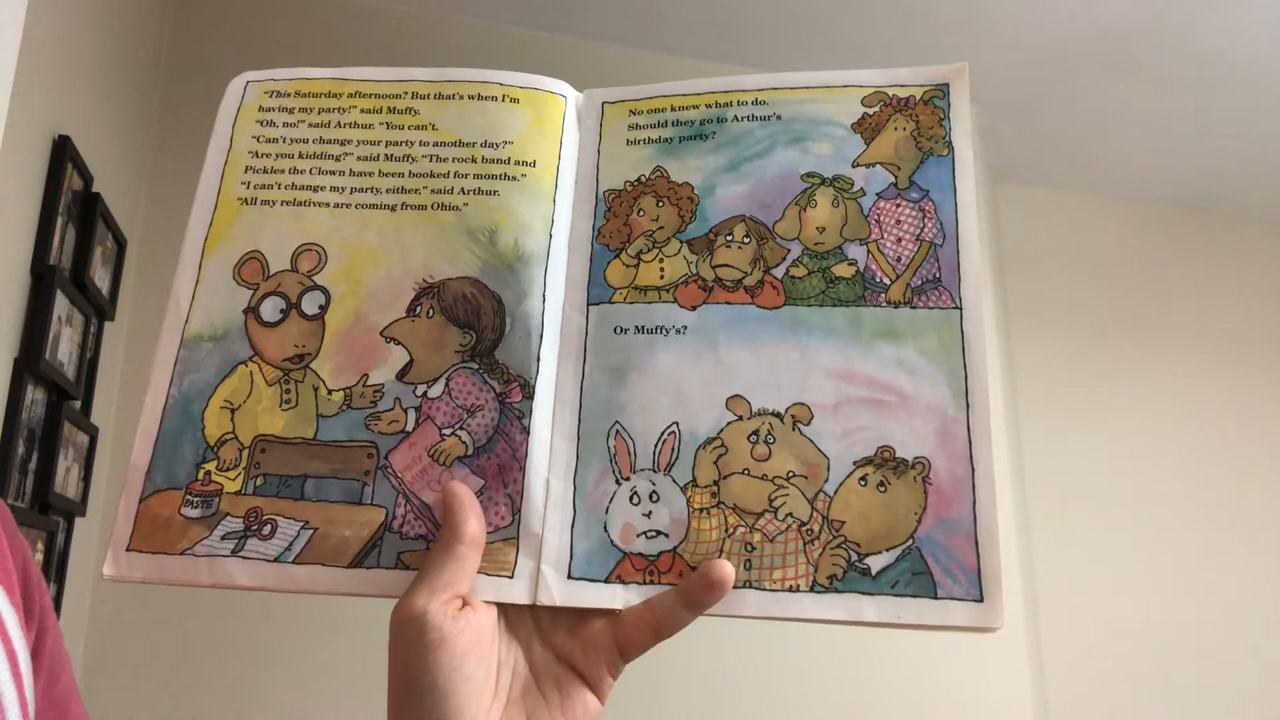 "This Saturday afternoon? But that's when I'm
having my party!" said Muffy.
"Oh, no!" said Arthur. "You can't.
"Can't you change your party to another day?"
"Are you kidding?" said Muffy. "The rock band and
Pickles the Clown have been booked for months."
"I can't change my party, either," said Arthur.
"All my relatives are coming from Ohio."
PASTE
No one knew what to do.
Should they go to Arthur's
birthday party?
Or Muffy's?